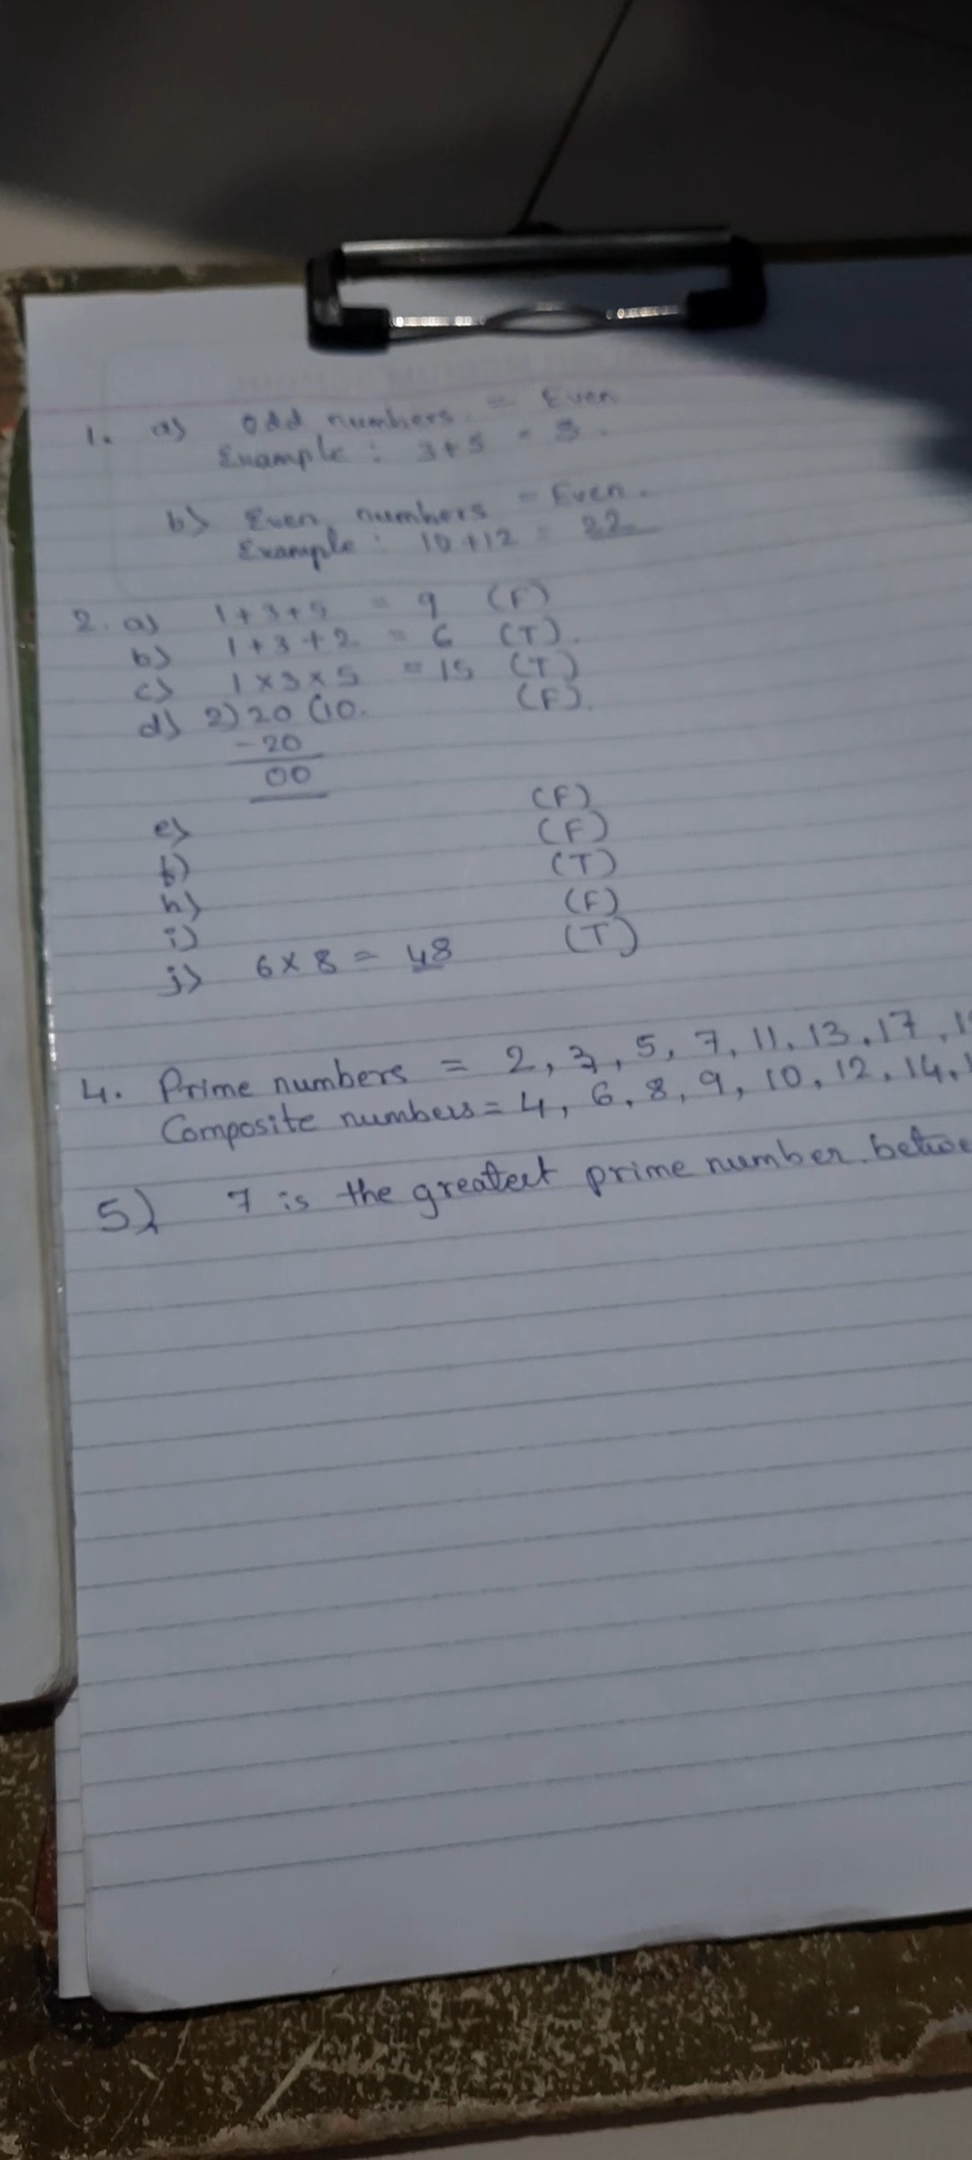 1. a) Odd numbers = Even
Example : 3+5 = 8.
b) Even numbers = Even.
Example : 10+12 = 22
2. a) 1+3+5 = 9 (F)
b) 1+3+2 = 6 (T).
c) 1×3×5 = 15 (T)
d) 2)20(10. (F).
-20
00
e) (F)
f) (F)
h) (T)
i) (F)
j) 6×8 = 48 (T)
4. Prime numbers = 2, 3, 5, 7, 11, 13, 17,
Composite numbers = 4, 6, 8, 9, 10, 12, 14,
5) 7 is the greatest prime number betwe